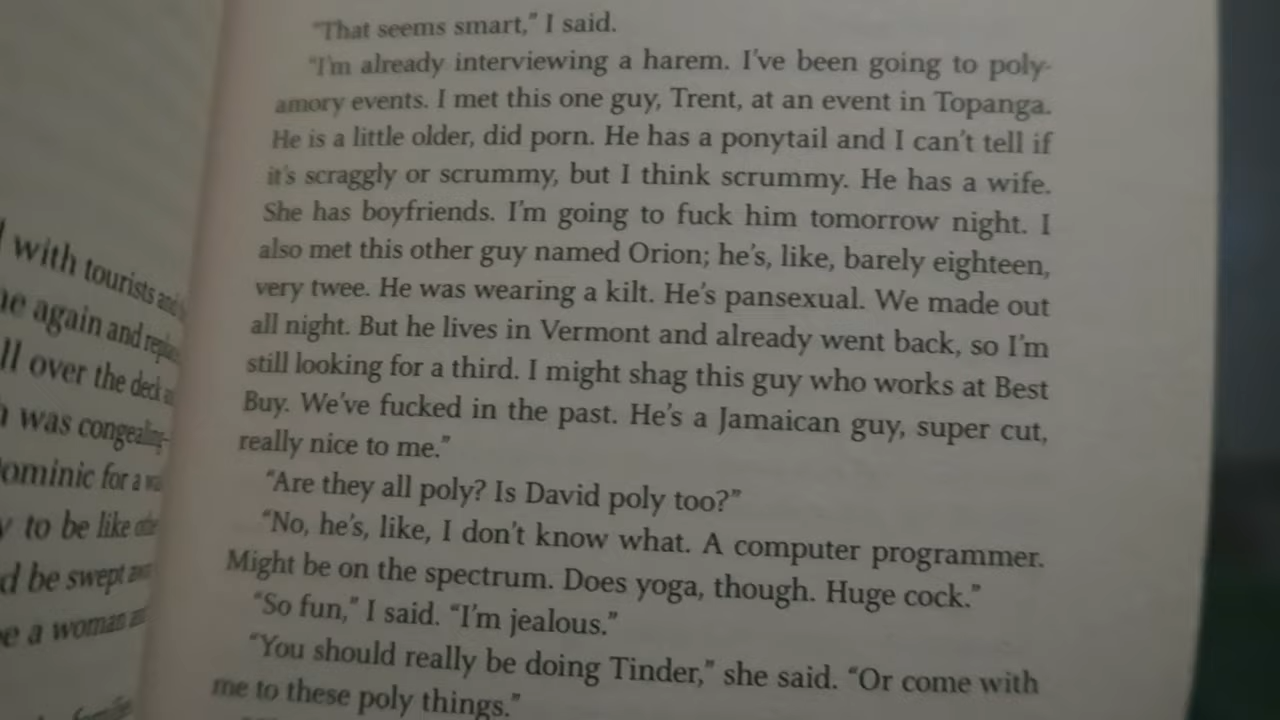 with tourists
again and
ll over the deck
was congealing-
ominic for a
to be like
d be swept
e a woman
"That seems smart," I said.
"I'm already interviewing a harem. I've been going to poly-
amory events. I met this one guy, Trent, at an event in Topanga.
He is a little older, did porn. He has a ponytail and I can't tell if
it's scraggly or scrummy, but I think scrummy. He has a wife.
She has boyfriends. I'm going to fuck him tomorrow night. I
also met this other guy named Orion; he's, like, barely eighteen,
very twee. He was wearing a kilt. He's pansexual. We made out
all night. But he lives in Vermont and already went back, so I'm
still looking for a third. I might shag this guy who works at Best
Buy. We've fucked in the past. He's a Jamaican guy, super cut,
really nice to me."
"Are they all poly? Is David poly too?"
"No, he's, like, I don't know what. A computer programmer.
Might be on the spectrum. Does yoga, though. Huge cock."
"So fun," I said. "I'm jealous."
"You should really be doing Tinder," she said. "Or come with
me to these poly things."